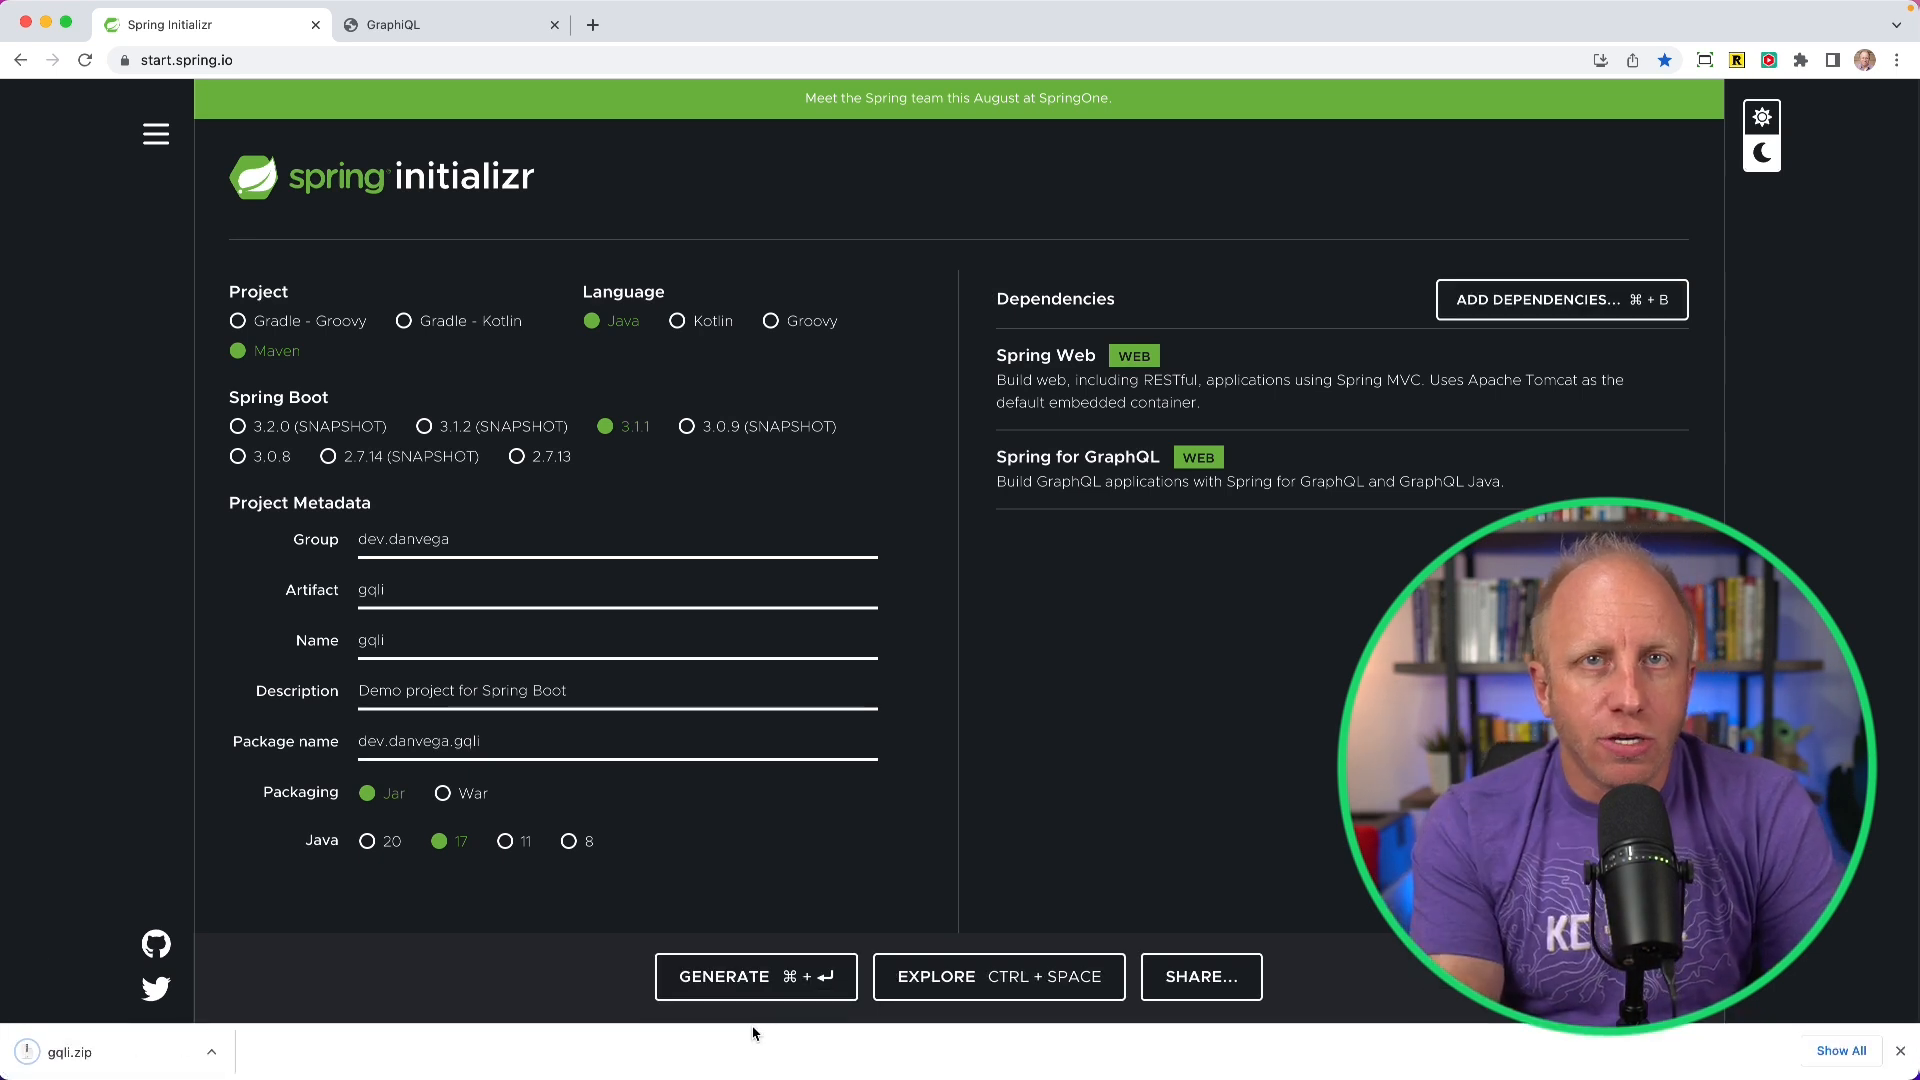 Spring Initializr
GraphiQL
start.spring.io
Meet the Spring team this August at SpringOne.
spring initializr
Project
Gradle - Groovy
Gradle - Kotlin
Maven
Language
Java
Kotlin
Groovy
Spring Boot
3.2.0 (SNAPSHOT)
3.1.2 (SNAPSHOT)
3.1.1
3.0.9 (SNAPSHOT)
3.0.8
2.7.14 (SNAPSHOT)
2.7.13
Project Metadata
Group
dev.danvega
Artifact
gqli
Name
gqli
Description
Demo project for Spring Boot
Package name
dev.danvega.gqli
Packaging
Jar
War
Java
20
17
11
8
Dependencies
ADD DEPENDENCIES... ⌘ + B
Spring Web WEB
Build web, including RESTful, applications using Spring MVC. Uses Apache Tomcat as the
default embedded container.
Spring for GraphQL WEB
Build GraphQL applications with Spring for GraphQL and GraphQL Java.
GENERATE ⌘ + ↵
EXPLORE CTRL + SPACE
SHARE...
gqli.zip
Show All